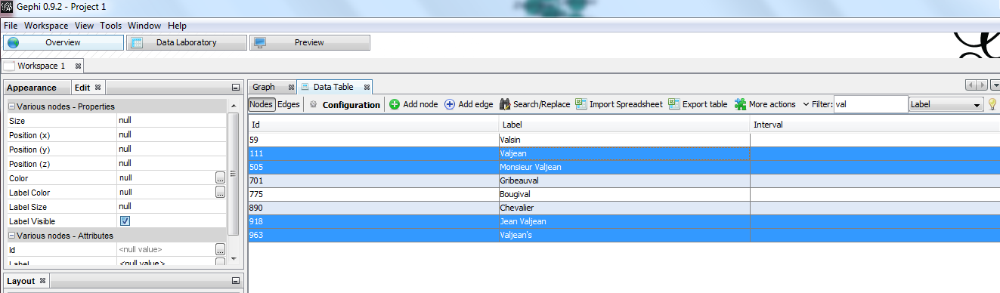 Gephi 0.9.2 - Project 1
File Workspace View Tools Window Help
Overview Data Laboratory Preview
Workspace 1
Appearance Edit
Various nodes - Properties
Size null
Position (x) null
Position (y) null
Position (z) null
Color null ...
Label Color null ...
Label Size null
Label Visible
Various nodes - Attributes
Id <null value> ...
Label <null value> ...
Layout
Graph Data Table
Nodes Edges Configuration Add node Add edge Search/Replace Import Spreadsheet Export table More actions Filter: val Label
Id Label Interval
59 Valsin
111 Valjean
505 Monsieur Valjean
701 Gribeauval
775 Bougival
890 Chevalier
918 Jean Valjean
963 Valjean's